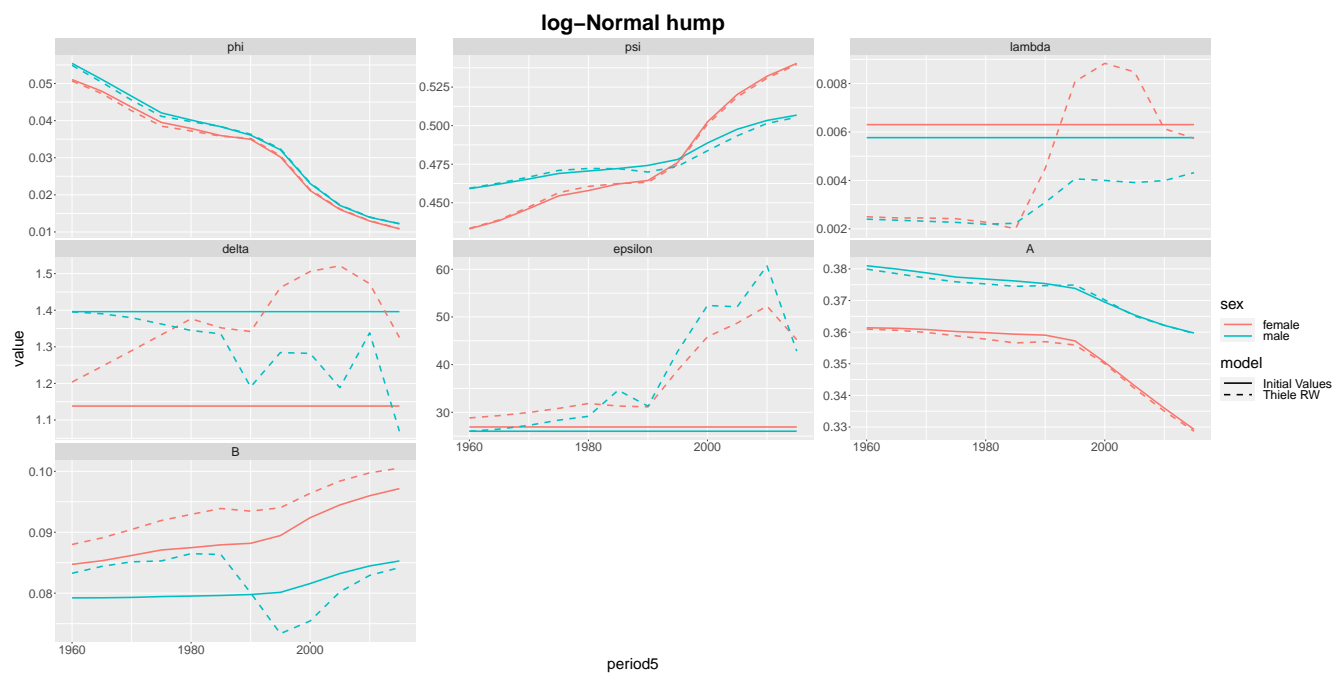 log−Normal hump
phi
psi
lambda
0.05
0.04
0.03
0.02
0.01
0.525
0.500
0.475
0.450
0.008
0.006
0.004
0.002
delta
epsilon
A
1.5
1.4
1.3
1.2
1.1
60
50
40
30
1960
1980
2000
0.38
0.37
0.36
0.35
0.34
0.33
1960
1980
2000
B
0.10
0.09
0.08
1960
1980
2000
value
period5
sex
female
male
model
Initial Values
Thiele RW